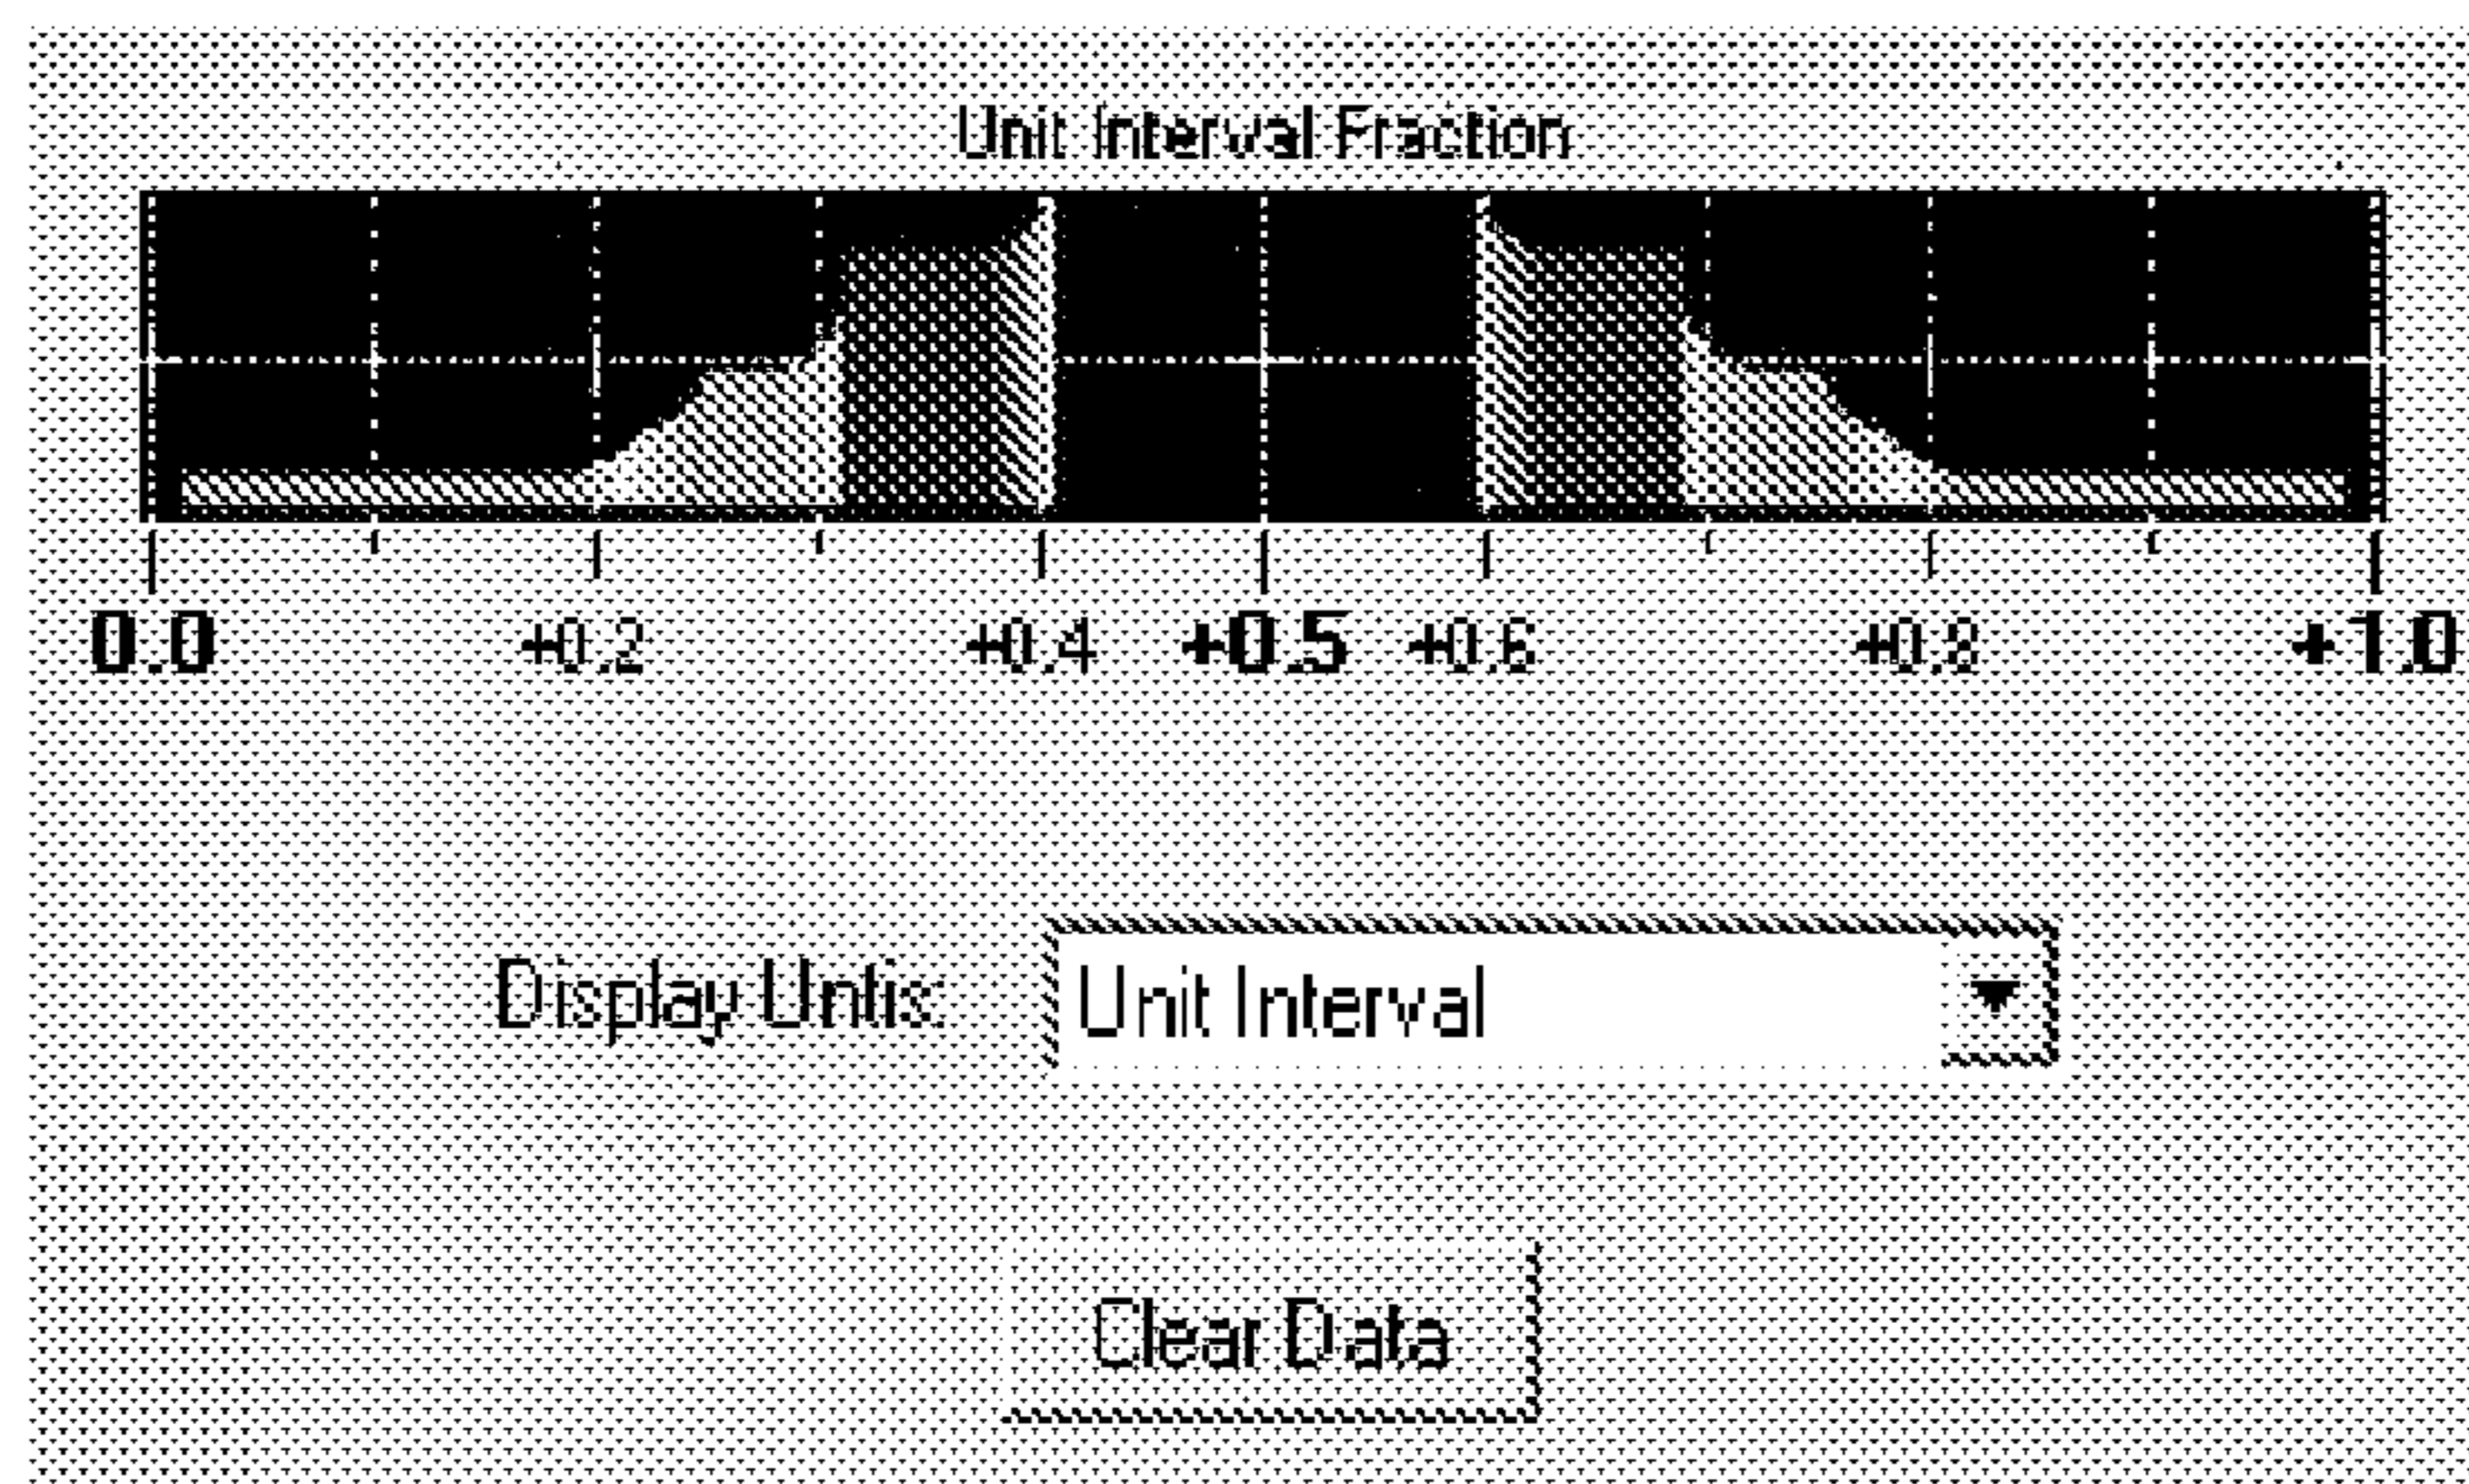 Unit Interval Fraction
0.0 +0.2 +0.4 +0.5 +0.6 +0.8 +1.0
Display Untis: Unit Interval
Clear Data